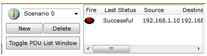 Scenario 0
New Delete
Toggle PDU List Window
Fire Last Status Source Destina
Successful 192.168.1.10 192.168